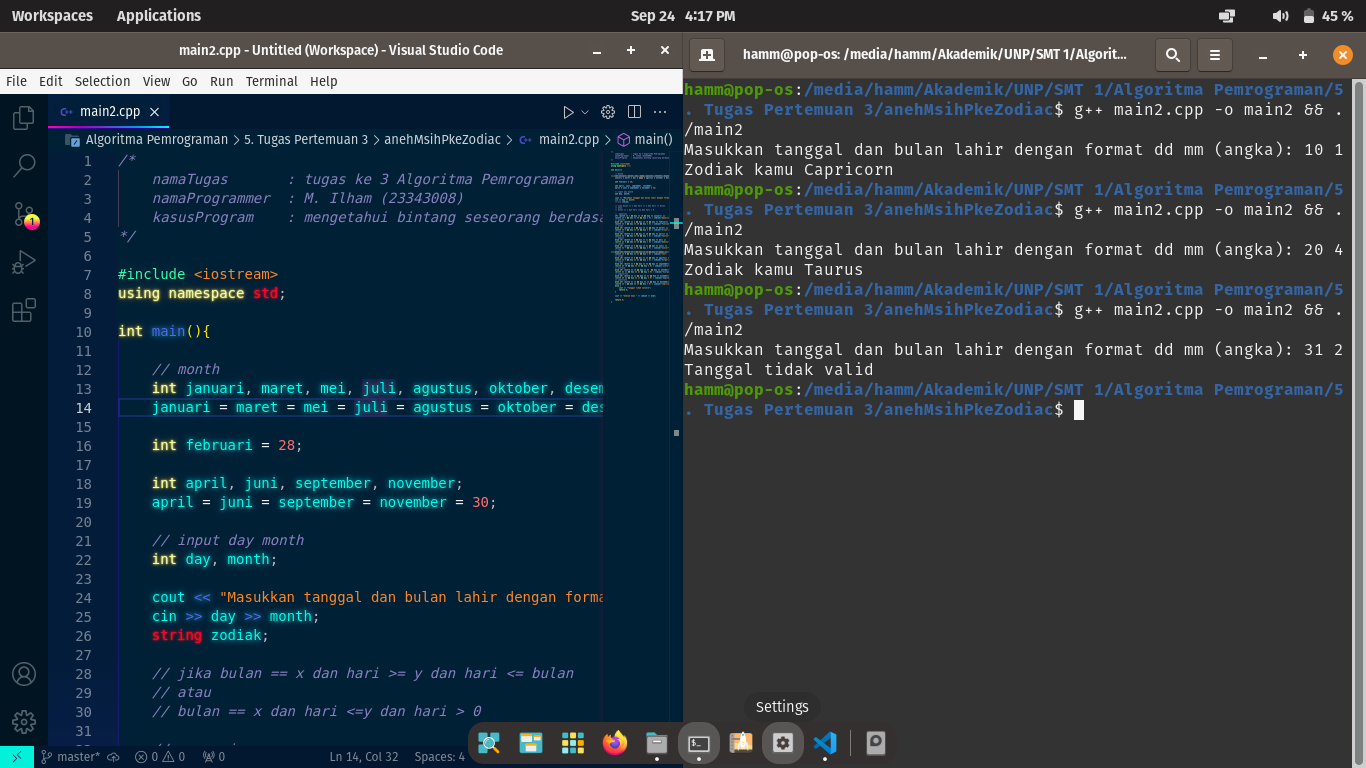 Workspaces Applications Sep 24 4:17 PM 45 %
main2.cpp - Untitled (Workspace) - Visual Studio Code
File Edit Selection View Go Run Terminal Help
main2.cpp
Algoritma Pemrograman > 5. Tugas Pertemuan 3 > anehMsihPkeZodiac > main2.cpp > main()
1 /*
2 namaTugas : tugas ke 3 Algoritma Pemrograman
3 namaProgrammer : M. Ilham (23343008)
4 kasusProgram : mengetahui bintang seseorang berdasa
5 */
6
7 #include <iostream>
8 using namespace std;
9
10 int main(){
11
12 // month
13 int januari, maret, mei, juli, agustus, oktober, desem
14 januari = maret = mei = juli = agustus = oktober = des
15
16 int februari = 28;
17
18 int april, juni, september, november;
19 april = juni = september = november = 30;
20
21 // input day month
22 int day, month;
23
24 cout << "Masukkan tanggal dan bulan lahir dengan forma
25 cin >> day >> month;
26 string zodiak;
27
28 // jika bulan == x dan hari >= y dan hari <= bulan
29 // atau
30 // bulan == x dan hari <=y dan hari > 0
31
1
master* 0 0 0 Ln 14, Col 32 Spaces: 4
hamm@pop-os: /media/hamm/Akademik/UNP/SMT 1/Algorit...
hamm@pop-os:/media/hamm/Akademik/UNP/SMT 1/Algoritma Pemrograman/5
. Tugas Pertemuan 3/anehMsihPkeZodiac$ g++ main2.cpp -o main2 && .
/main2
Masukkan tanggal dan bulan lahir dengan format dd mm (angka): 10 1
Zodiak kamu Capricorn
hamm@pop-os:/media/hamm/Akademik/UNP/SMT 1/Algoritma Pemrograman/5
. Tugas Pertemuan 3/anehMsihPkeZodiac$ g++ main2.cpp -o main2 && .
/main2
Masukkan tanggal dan bulan lahir dengan format dd mm (angka): 20 4
Zodiak kamu Taurus
hamm@pop-os:/media/hamm/Akademik/UNP/SMT 1/Algoritma Pemrograman/5
. Tugas Pertemuan 3/anehMsihPkeZodiac$ g++ main2.cpp -o main2 && .
/main2
Masukkan tanggal dan bulan lahir dengan format dd mm (angka): 31 2
Tanggal tidak valid
hamm@pop-os:/media/hamm/Akademik/UNP/SMT 1/Algoritma Pemrograman/5
. Tugas Pertemuan 3/anehMsihPkeZodiac$
Settings